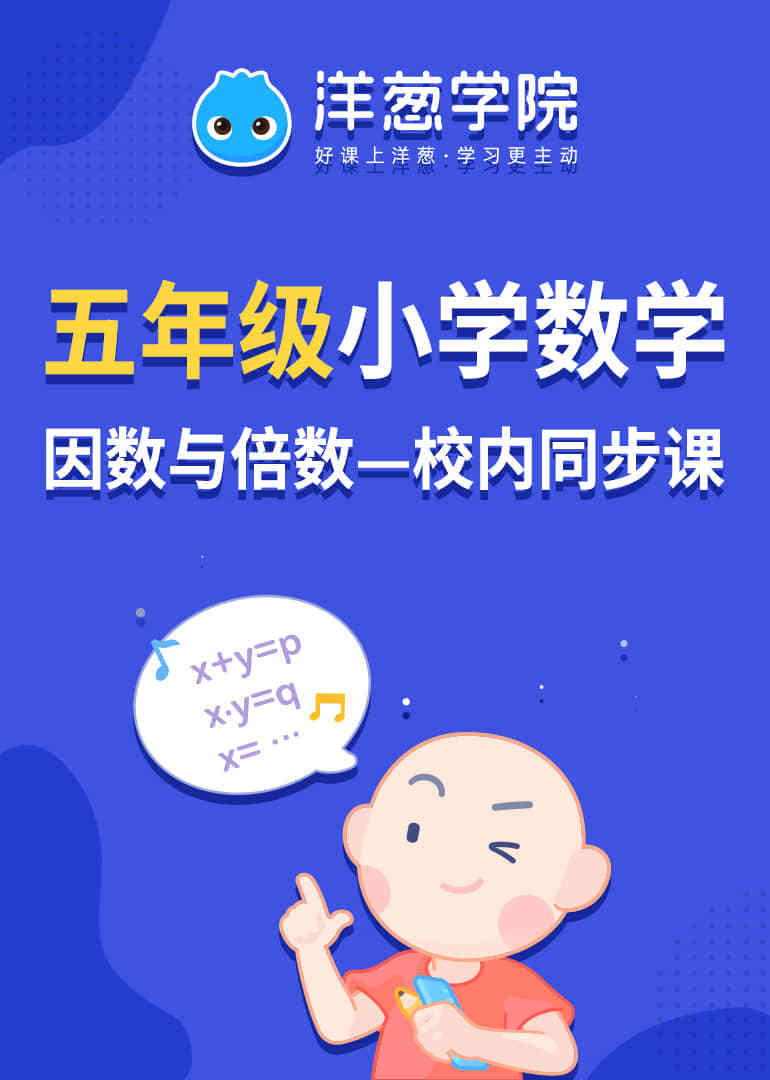 洋葱学院
好课上洋葱·学习更主动
五年级小学数学
因数与倍数—校内同步课
x+y=p
x·y=q
x= ···